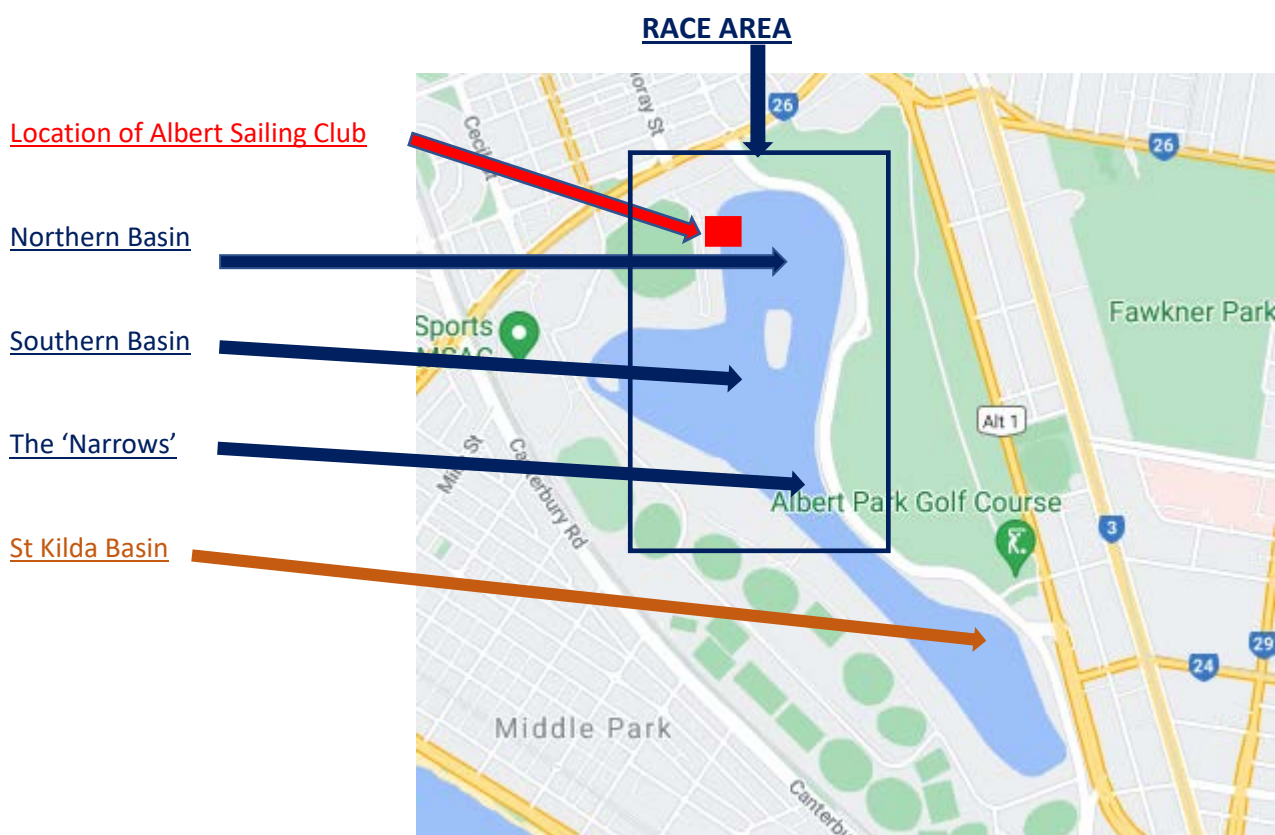 RACE AREA
Location of Albert Sailing Club
Northern Basin
Southern Basin
The ‘Narrows’
St Kilda Basin
26
26
Cecil St
Sports
MSAC
Fawkner Park
Alt 1
Canterbury Rd
Albert Park Golf Course
3
29
24
Middle Park